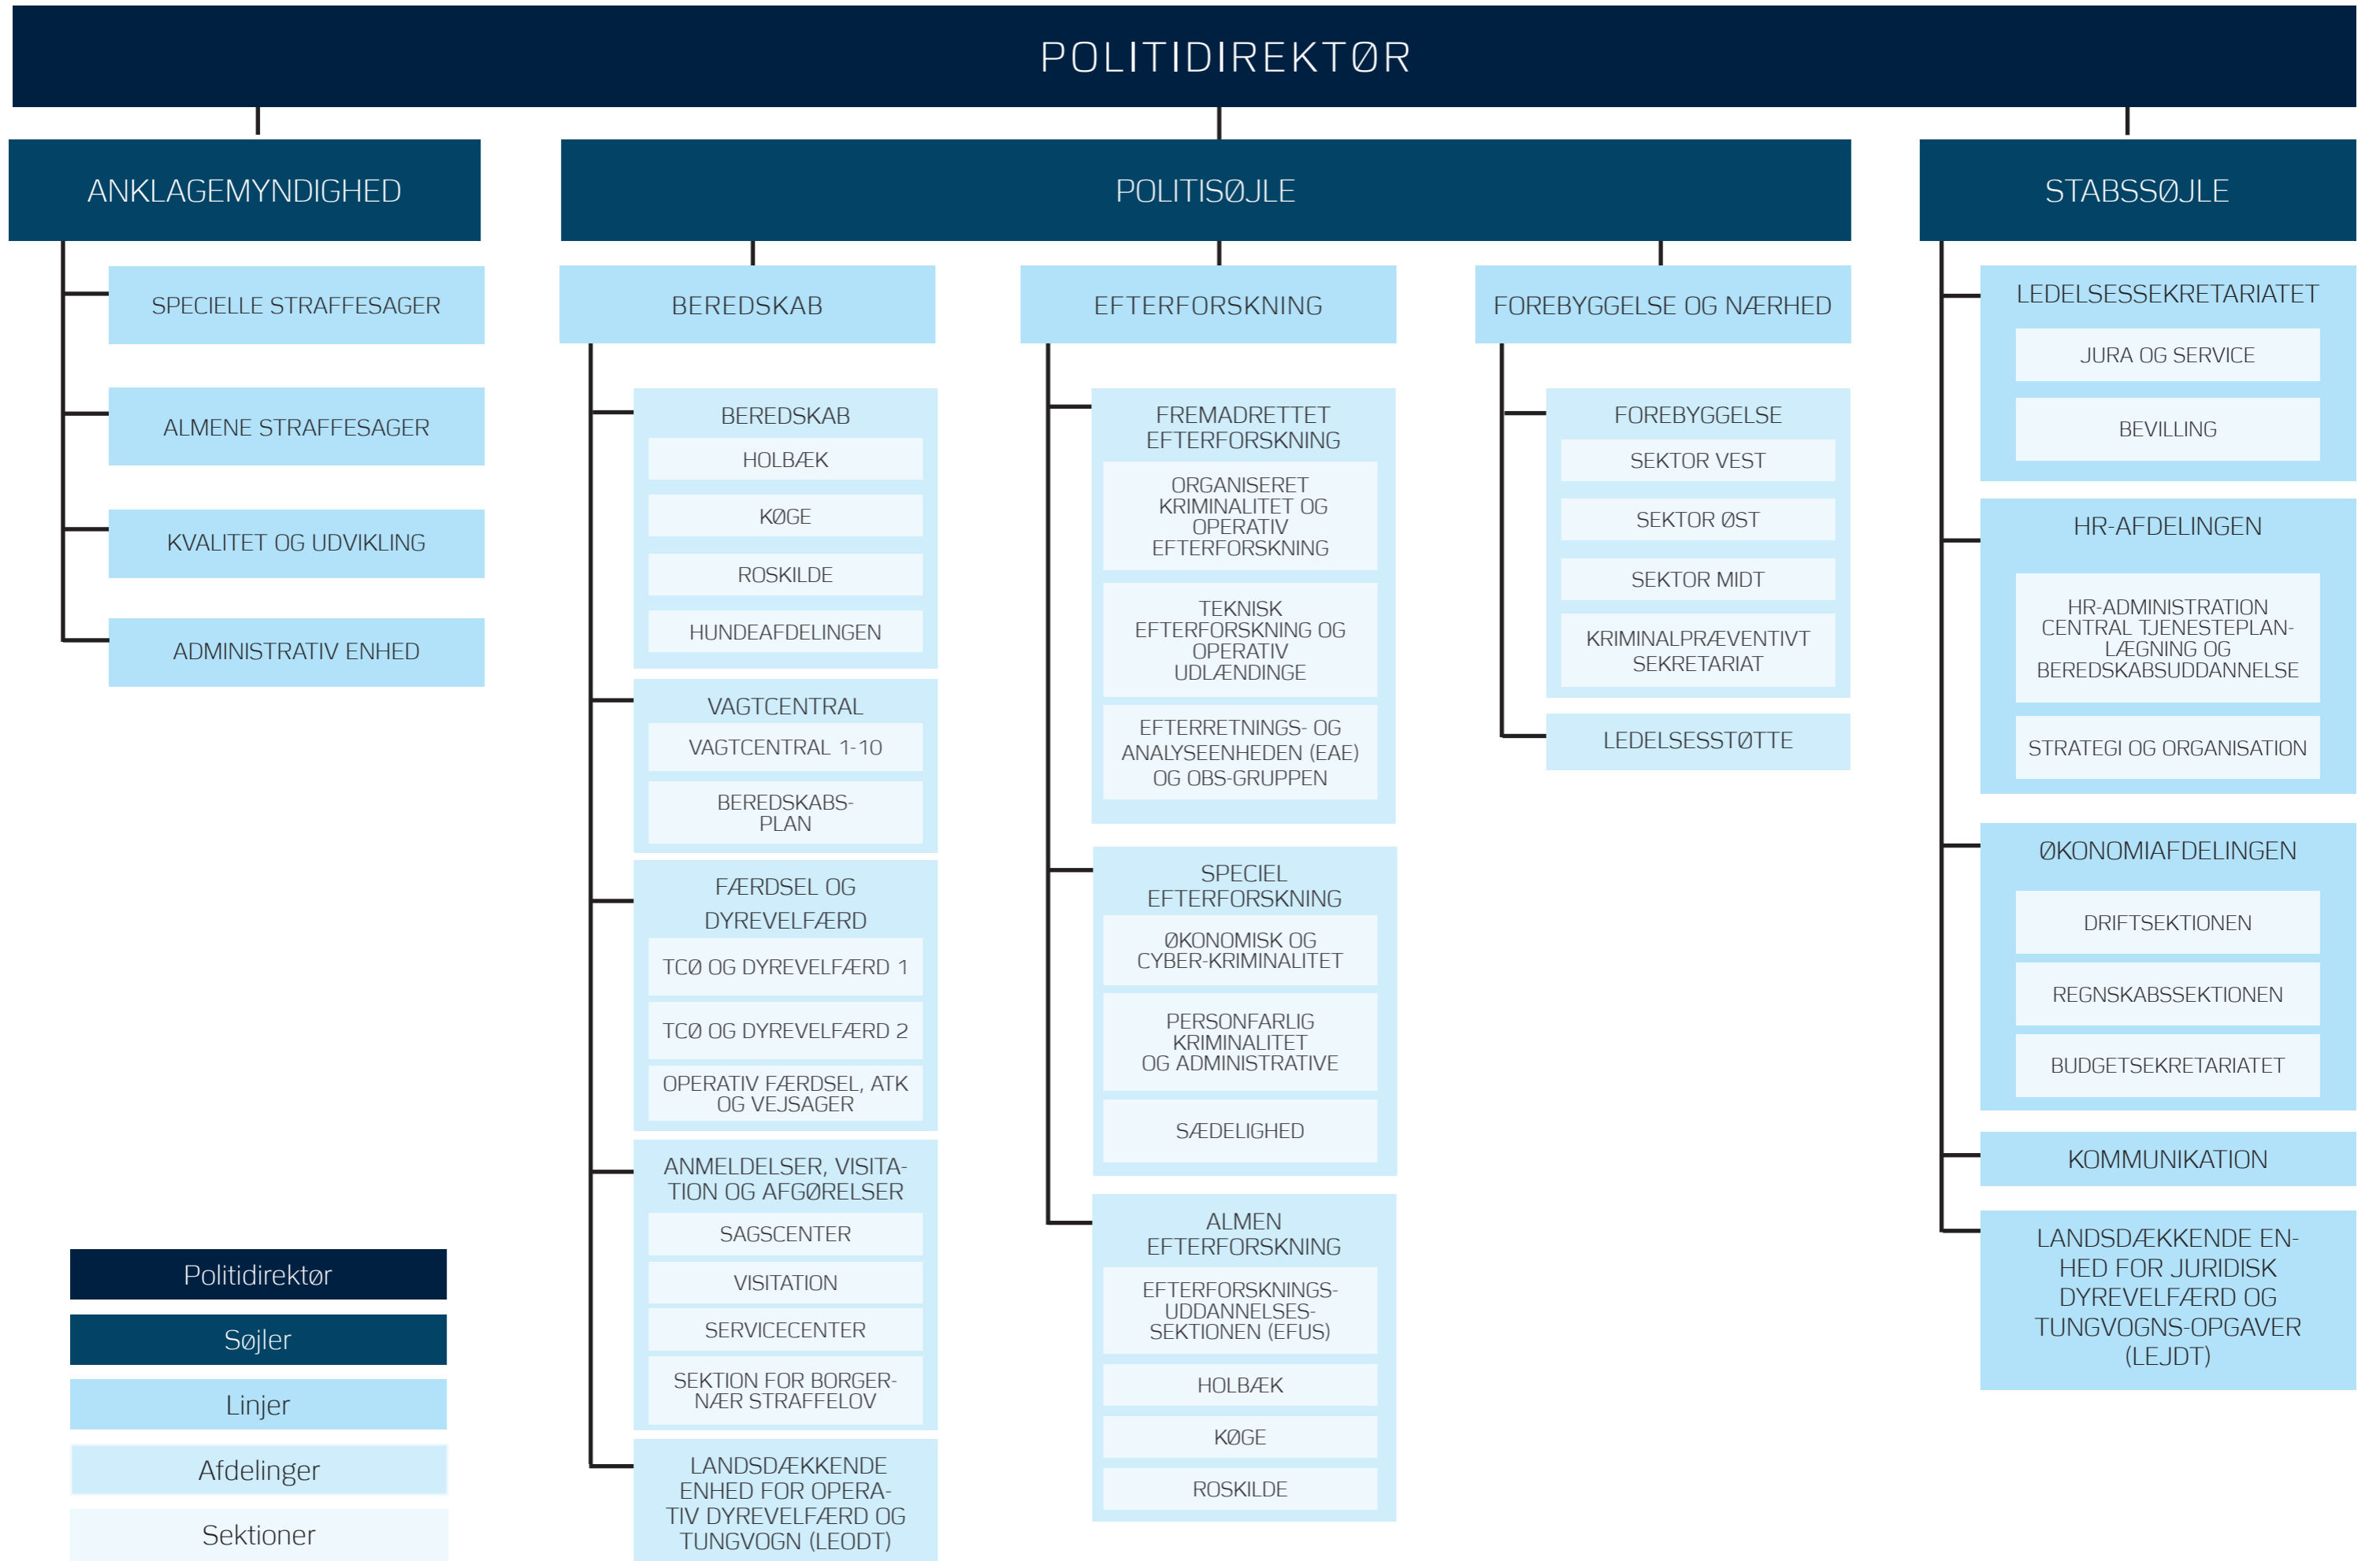 POLITIDIREKTØR
ANKLAGEMYNDIGHED
SPECIELLE STRAFFESAGER
ALMENE STRAFFESAGER
KVALITET OG UDVIKLING
ADMINISTRATIV ENHED
POLITISØJLE
BEREDSKAB
BEREDSKAB
HOLBÆK
KØGE
ROSKILDE
HUNDEAFDELINGEN
VAGTCENTRAL
VAGTCENTRAL 1-10
BEREDSKABS-
PLAN
FÆRDSEL OG
DYREVELFÆRD
TCØ OG DYREVELFÆRD 1
TCØ OG DYREVELFÆRD 2
OPERATIV FÆRDSEL, ATK
OG VEJSAGER
ANMELDELSER, VISITA-
TION OG AFGØRELSER
SAGSCENTER
VISITATION
SERVICECENTER
SEKTION FOR BORGER-
NÆR STRAFFELOV
LANDSDÆKKENDE
ENHED FOR OPERA-
TIV DYREVELFÆRD OG
TUNGVOGN (LEODT)
EFTERFORSKNING
FREMADRETTET
EFTERFORSKNING
ORGANISERET
KRIMINALITET OG
OPERATIV
EFTERFORSKNING
TEKNISK
EFTERFORSKNING OG
OPERATIV
UDLÆNDINGE
EFTERRETNINGS- OG
ANALYSEENHEDEN (EAE)
OG OBS-GRUPPEN
SPECIEL
EFTERFORSKNING
ØKONOMISK OG
CYBER-KRIMINALITET
PERSONFARLIG
KRIMINALITET
OG ADMINISTRATIVE
SÆDELIGHED
ALMEN
EFTERFORSKNING
EFTERFORSKNINGS-
UDDANNELSES-
SEKTIONEN (EFUS)
HOLBÆK
KØGE
ROSKILDE
FOREBYGGELSE OG NÆRHED
FOREBYGGELSE
SEKTOR VEST
SEKTOR ØST
SEKTOR MIDT
KRIMINALPRÆVENTIVT
SEKRETARIAT
LEDELSESSTØTTE
STABSSØJLE
LEDELSESSEKRETARIATET
JURA OG SERVICE
BEVILLING
HR-AFDELINGEN
HR-ADMINISTRATION
CENTRAL TJENESTEPLAN-
LÆGNING OG
BEREDSKABSUDDANNELSE
STRATEGI OG ORGANISATION
ØKONOMIAFDELINGEN
DRIFTSEKTIONEN
REGNSKABSSEKTIONEN
BUDGETSEKRETARIATET
KOMMUNIKATION
LANDSDÆKKENDE EN-
HED FOR JURIDISK
DYREVELFÆRD OG
TUNGVOGNS-OPGAVER
(LEJDT)
Politidirektør
Søjler
Linjer
Afdelinger
Sektioner